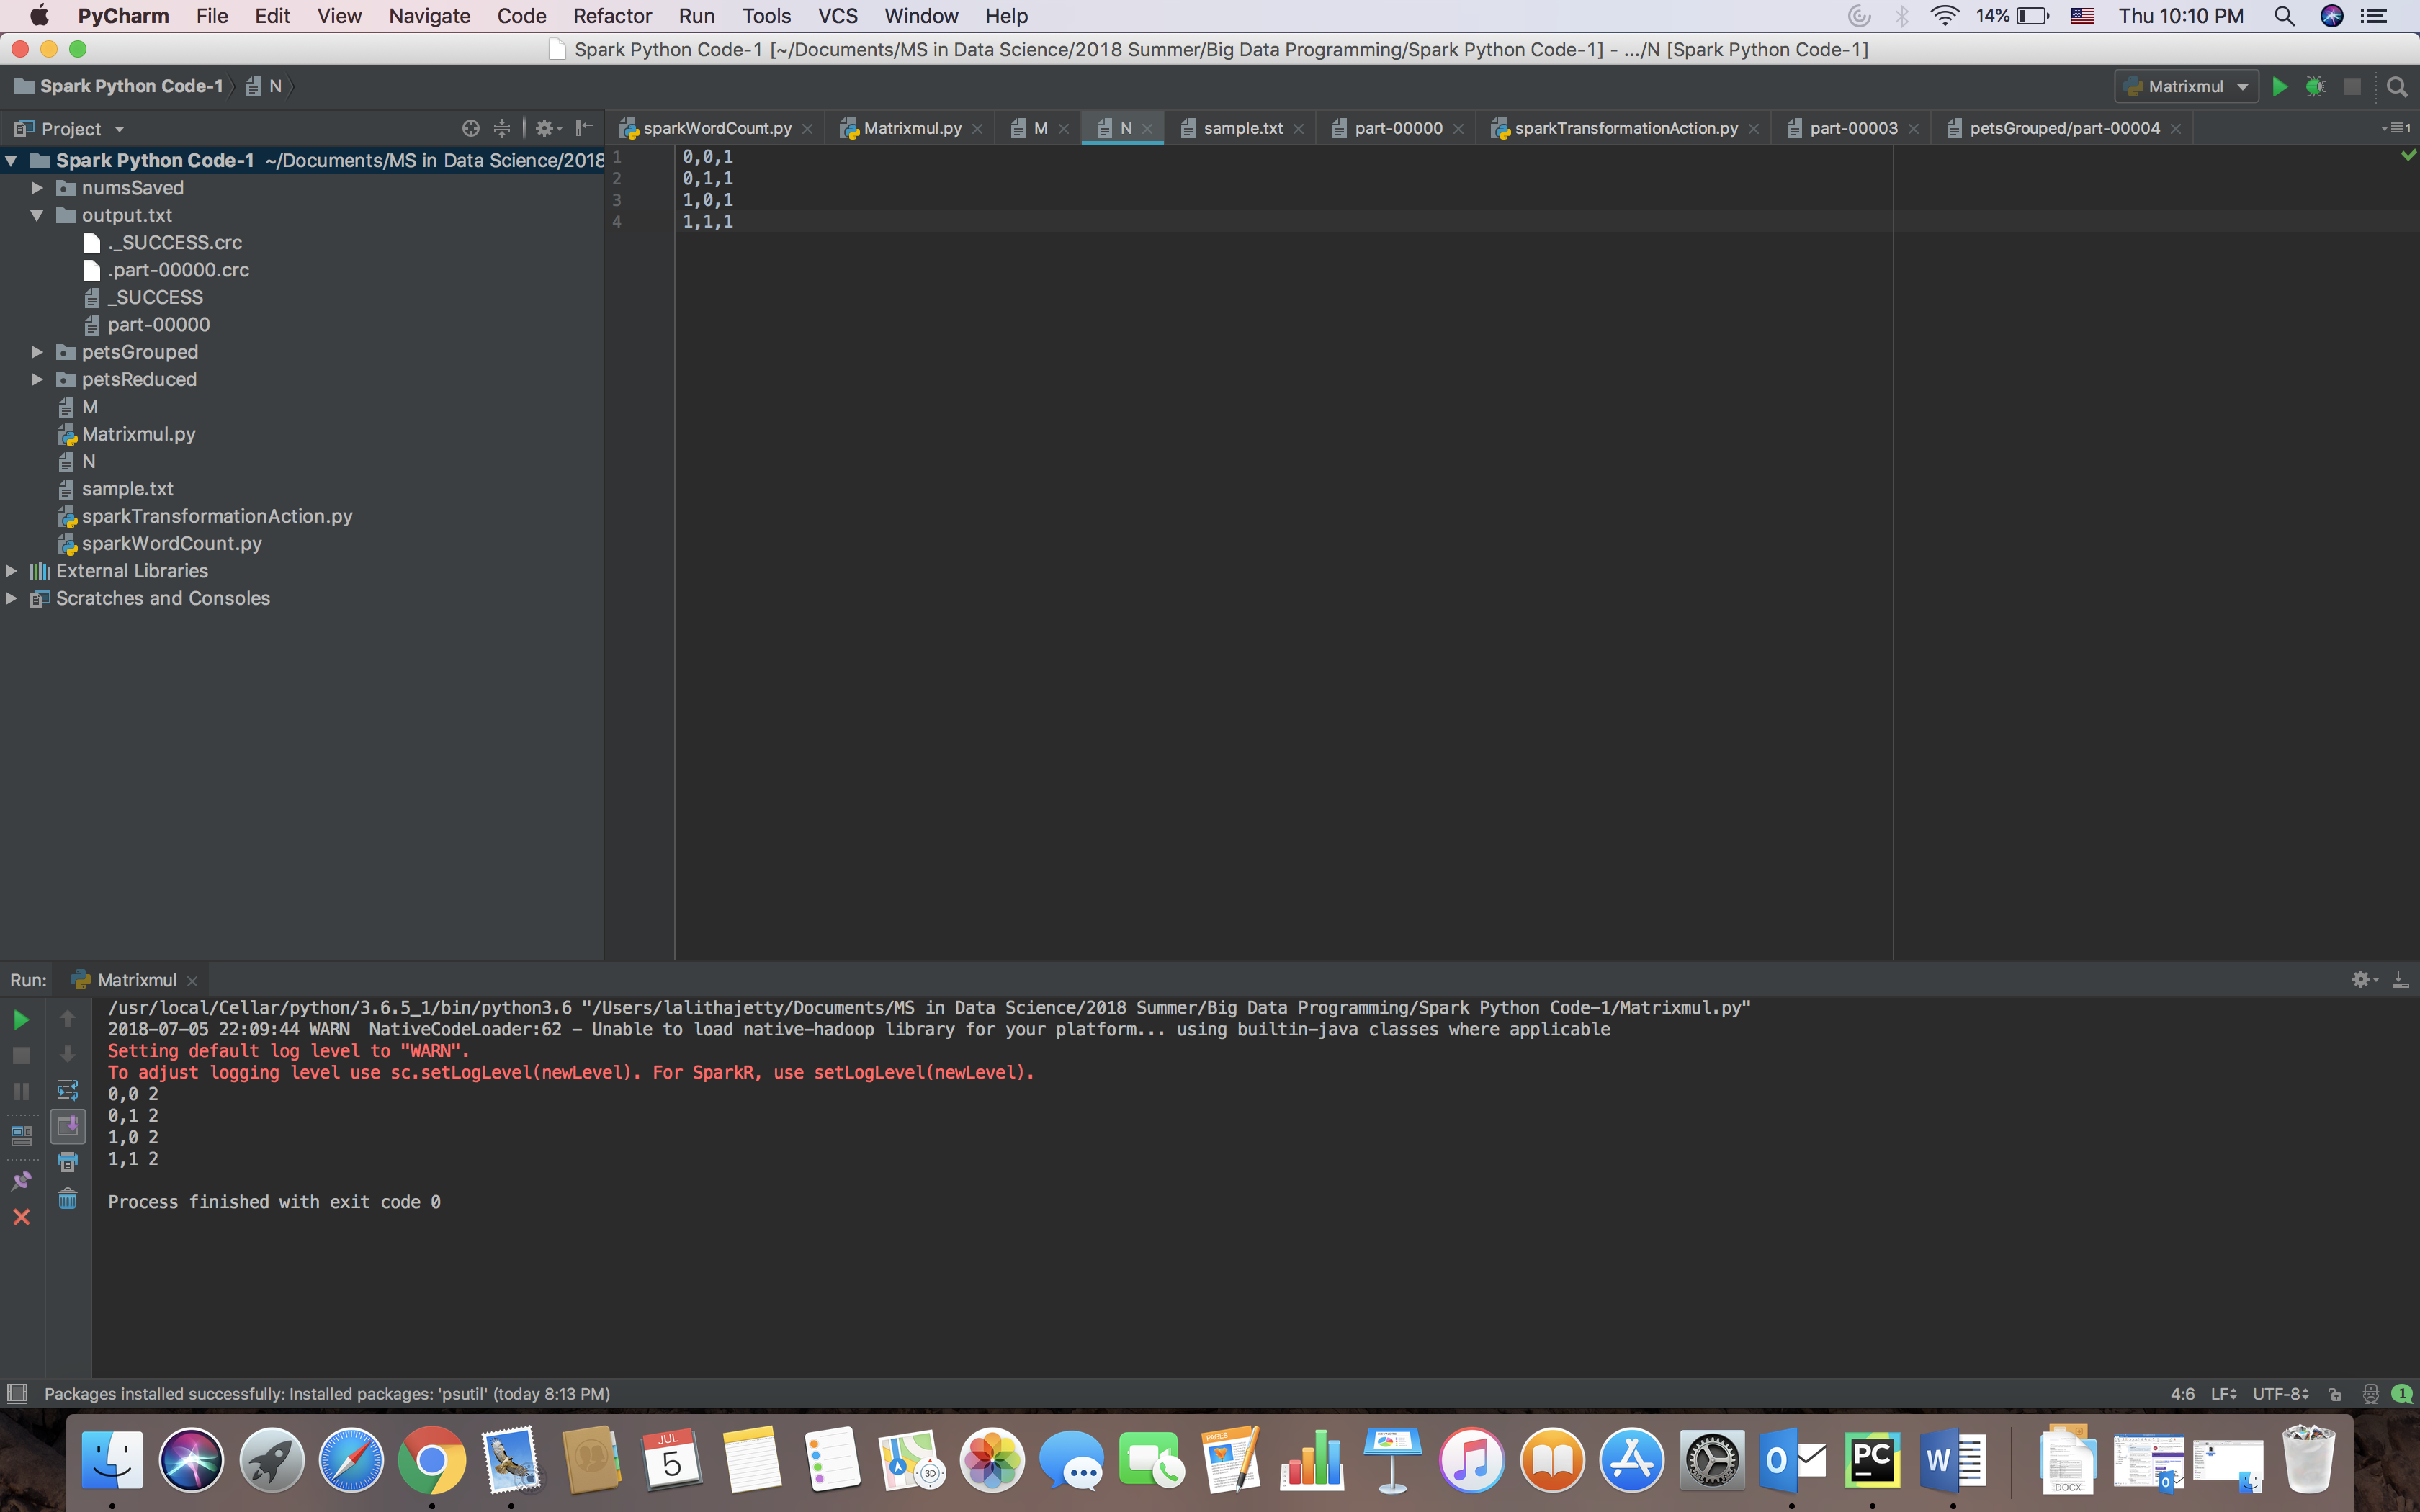 PyCharm File Edit View Navigate Code Refactor Run Tools VCS Window Help 14% Thu 10:10 PM
Spark Python Code-1 [~/Documents/MS in Data Science/2018 Summer/Big Data Programming/Spark Python Code-1] - .../N [Spark Python Code-1]
Spark Python Code-1 N Matrixmul
Project sparkWordCount.py Matrixmul.py M N sample.txt part-00000 sparkTransformationAction.py part-00003 petsGrouped/part-00004 1
Spark Python Code-1 ~/Documents/MS in Data Science/2018
numsSaved
output.txt
._SUCCESS.crc
.part-00000.crc
_SUCCESS
part-00000
petsGrouped
petsReduced
M
Matrixmul.py
N
sample.txt
sparkTransformationAction.py
sparkWordCount.py
External Libraries
Scratches and Consoles
1 0,0,1
2 0,1,1
3 1,0,1
4 1,1,1
Run: Matrixmul
/usr/local/Cellar/python/3.6.5_1/bin/python3.6 "/Users/lalithajetty/Documents/MS in Data Science/2018 Summer/Big Data Programming/Spark Python Code-1/Matrixmul.py"
2018-07-05 22:09:44 WARN  NativeCodeLoader:62 - Unable to load native-hadoop library for your platform... using builtin-java classes where applicable
Setting default log level to "WARN".
To adjust logging level use sc.setLogLevel(newLevel). For SparkR, use setLogLevel(newLevel).
0,0 2
0,1 2
1,0 2
1,1 2
Process finished with exit code 0
Packages installed successfully: Installed packages: 'psutil' (today 8:13 PM) 4:6 LF UTF-8 1
JUL
5
3D
PAGES
O
PC
W
DOCX